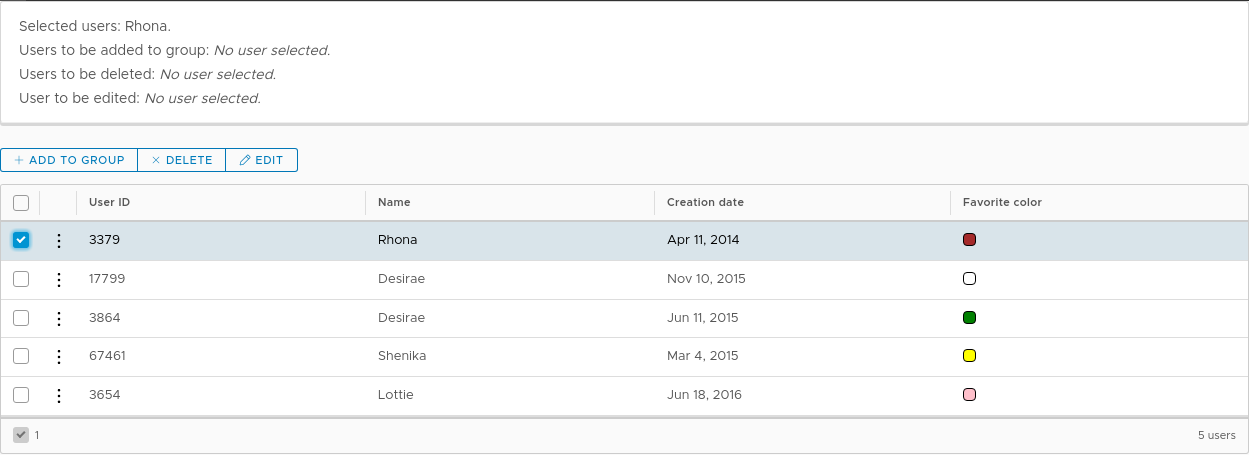 Selected users: Rhona.
Users to be added to group: No user selected.
Users to be deleted: No user selected.
User to be edited: No user selected.
ADD TO GROUP DELETE EDIT
User ID Name Creation date Favorite color
3379 Rhona Apr 11, 2014
17799 Desirae Nov 10, 2015
3864 Desirae Jun 11, 2015
67461 Shenika Mar 4, 2015
3654 Lottie Jun 18, 2016
1 5 users